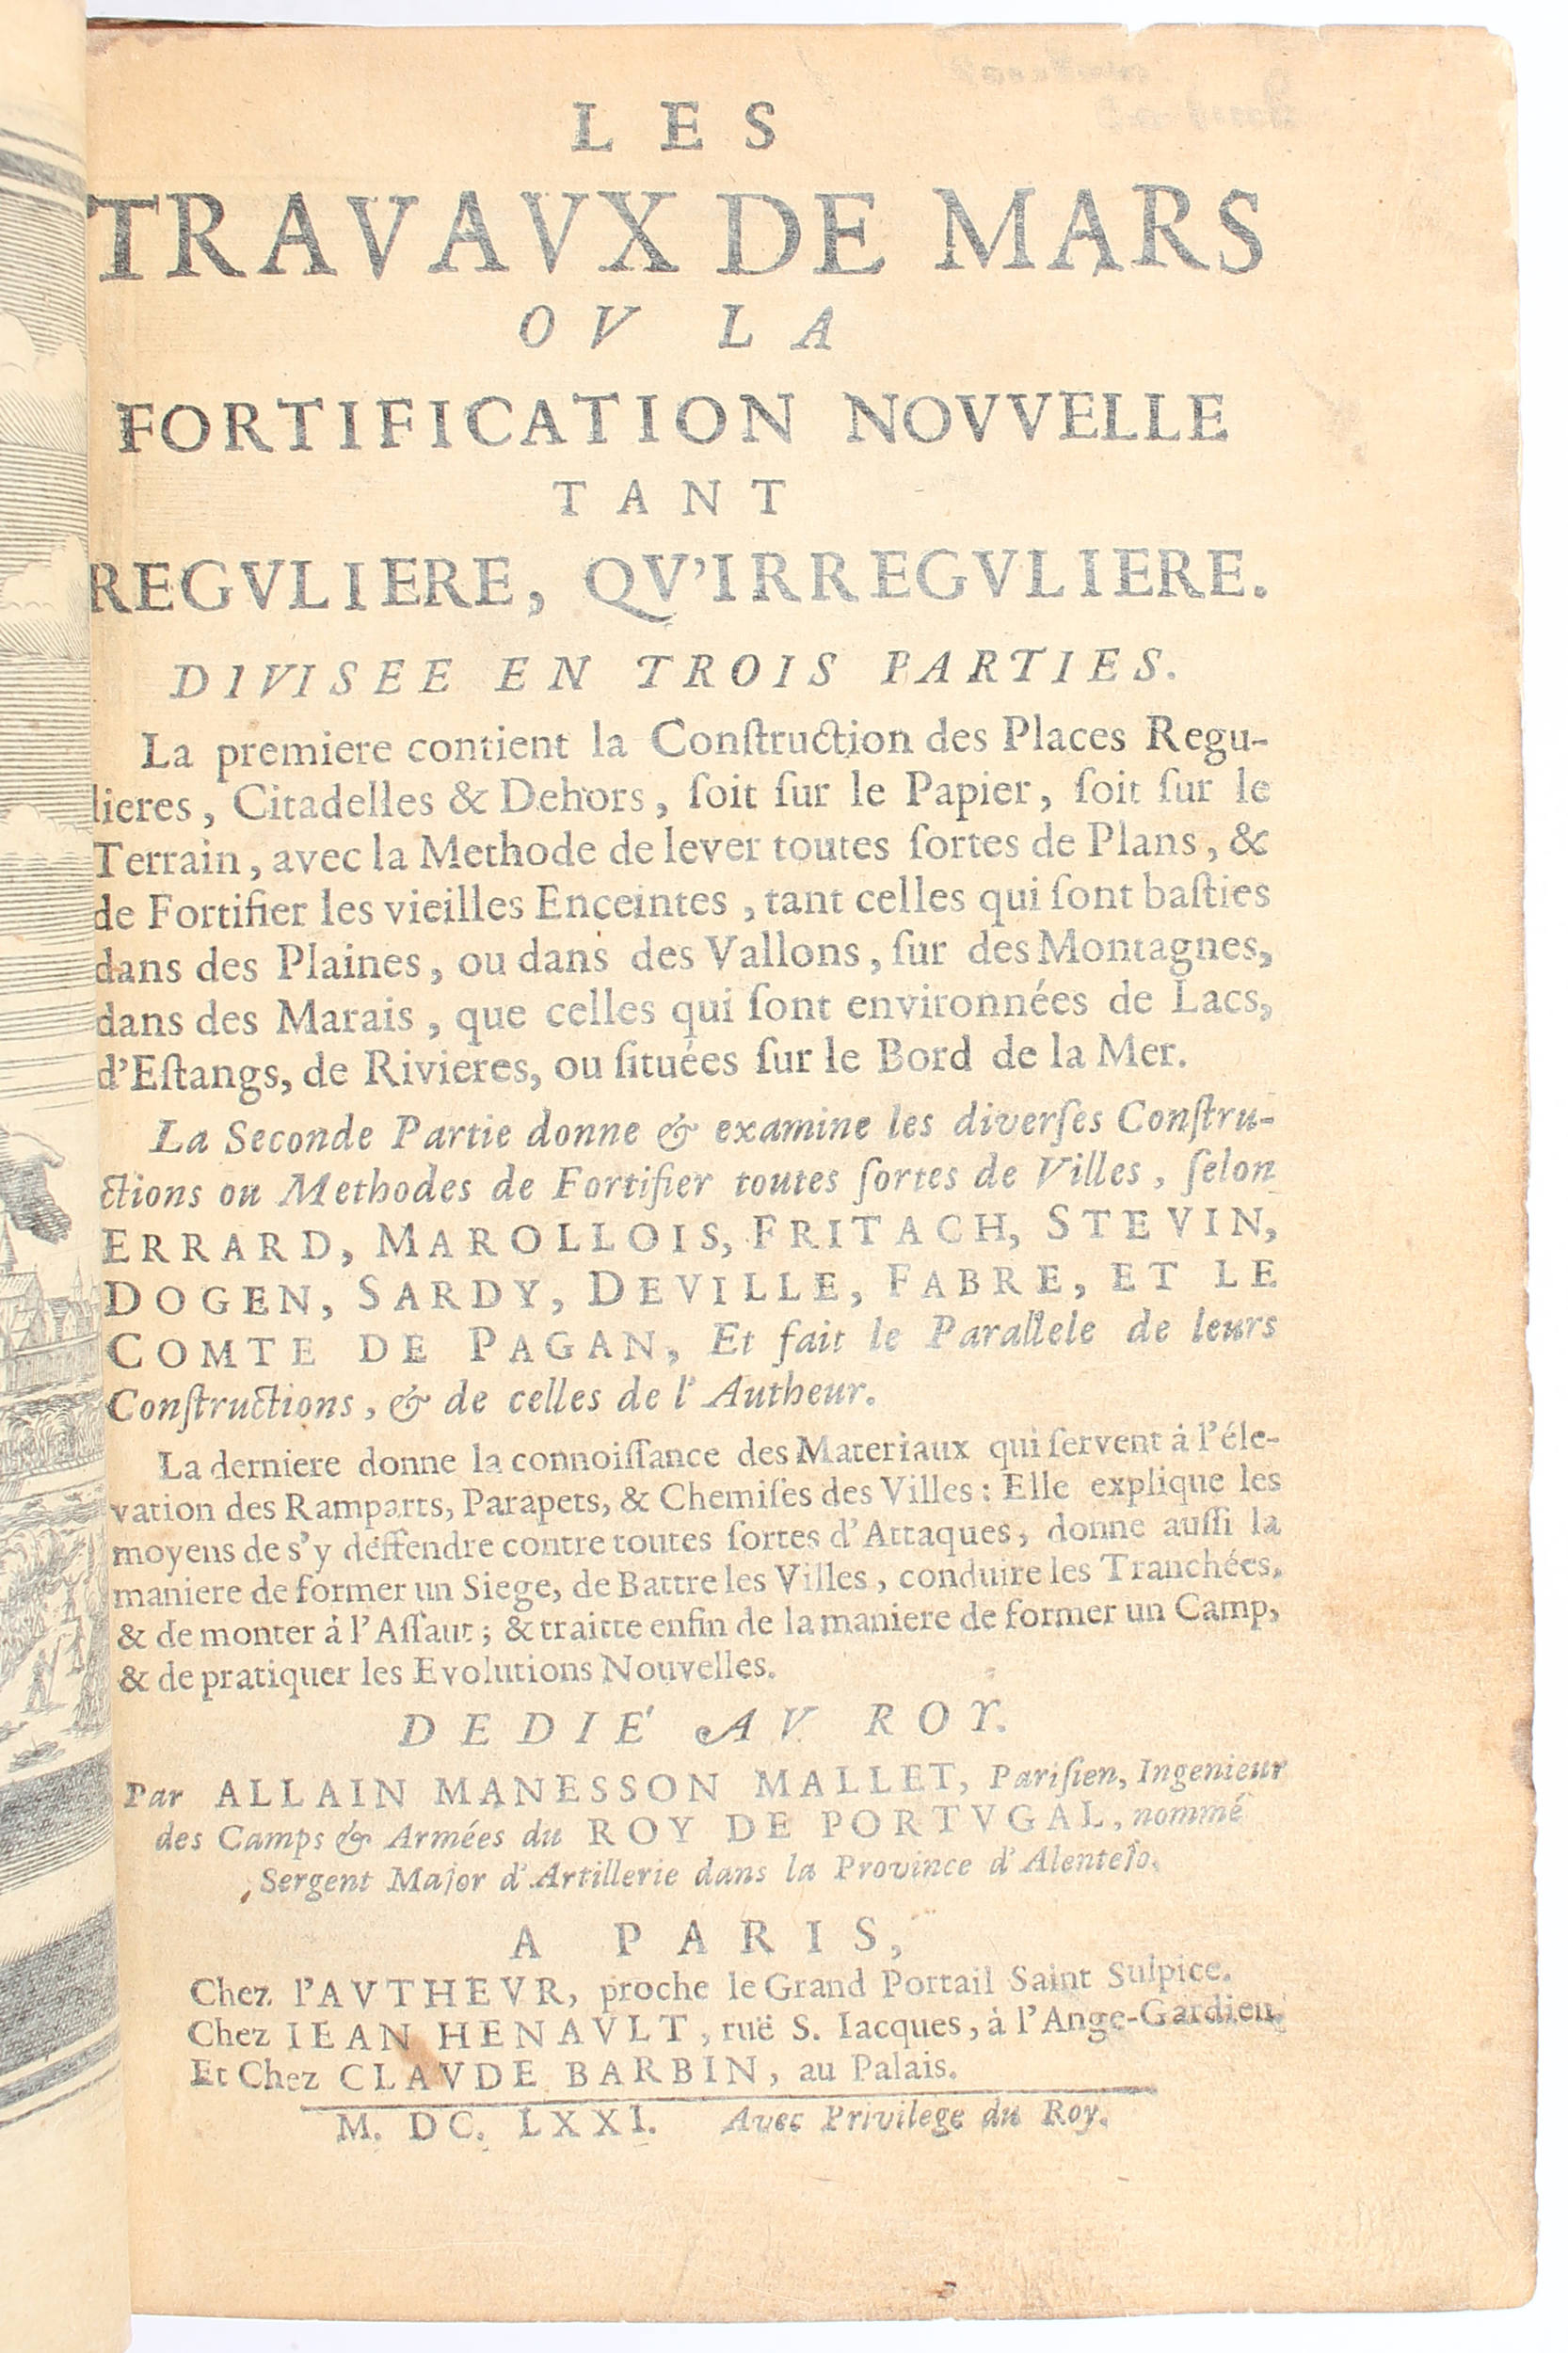 LES
TRAVAVX DE MARS
OV LA
FORTIFICATION NOVVELLE
TANT
REGVLIERE, QV'IRREGVLIERE.
DIVISEE EN TROIS PARTIES.
La premiere contient la Conſtruction des Places Regu-
lieres, Citadelles & Dehors, ſoit ſur le Papier, ſoit ſur le
Terrain, avec la Methode de lever toutes ſortes de Plans, &
de Fortifier les vieilles Enceintes, tant celles qui ſont baſties
dans des Plaines, ou dans des Vallons, ſur des Montagnes,
dans des Marais, que celles qui ſont environnées de Lacs,
d'Eſtangs, de Rivieres, ou ſituées ſur le Bord de la Mer.
La Seconde Partie donne & examine les diverſes Conſtru-
ctions ou Methodes de Fortifier toutes ſortes de Villes, ſelon
ERRARD, MAROLLOIS, FRITACH, STEVIN,
DOGEN, SARDY, DEVILLE, FABRE, ET LE
COMTE DE PAGAN, Et fait le Parallele de leurs
Conſtructions, & de celles de l'Autheur.
La derniere donne la connoiſſance des Materiaux qui ſervent à l'éle-
vation des Ramparts, Parapets, & Chemiſes des Villes: Elle explique les
moyens de s'y deffendre contre toutes ſortes d'Attaques, donne auſſi la
maniere de former un Siege, de Battre les Villes, conduire les Tranchées,
& de monter à l'Aſſaut; & traitte enfin de la maniere de former un Camp,
& de pratiquer les Evolutions Nouvelles.
DEDIE' AV ROY.
Par ALLAIN MANESSON MALLET, Pariſien, Ingenieur
des Camps & Armées du ROY DE PORTVGAL, nommé
Sergent Major d'Artillerie dans la Province d'Alentejo.
A PARIS,
Chez l'AVTHEVR, proche le Grand Portail Saint Sulpice.
Chez IEAN HENAVLT, ruë S. Iacques, à l'Ange-Gardien.
Et Chez CLAVDE BARBIN, au Palais.
M. DC. LXXI. Avec Privilege du Roy.